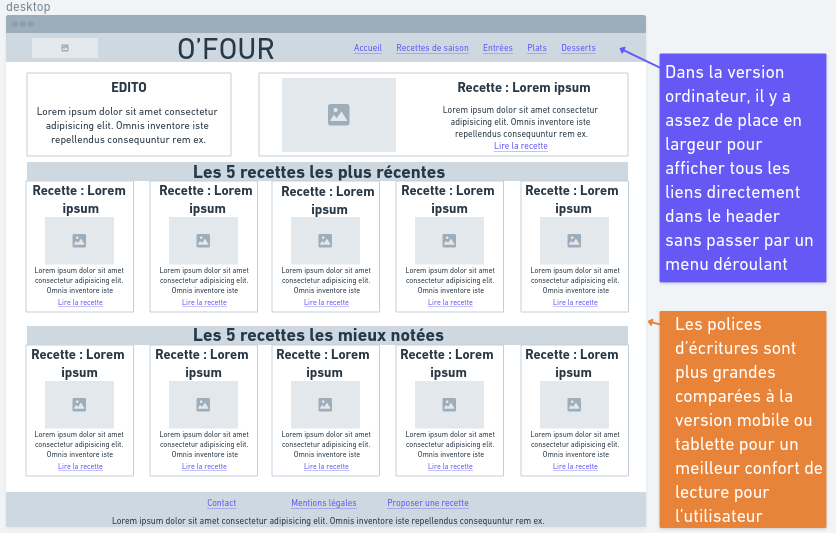 desktop
O'FOUR
Accueil
Recettes de saison
Entrées
Plats
Desserts
EDITO
Lorem ipsum dolor sit amet consectetur
adipisicing elit. Omnis inventore iste
repellendus consequuntur rem ex.
Recette : Lorem ipsum
Lorem ipsum dolor sit amet consectetur
adipisicing elit. Omnis inventore iste
repellendus consequuntur rem ex.
Lire la recette
Les 5 recettes les plus récentes
Recette : Lorem
ipsum
Lorem ipsum dolor sit amet
consectetur adipisicing elit.
Omnis inventore iste
Lire la recette
Recette : Lorem
ipsum
Lorem ipsum dolor sit amet
consectetur adipisicing elit.
Omnis inventore iste
Lire la recette
Recette : Lorem
ipsum
Lorem ipsum dolor sit amet
consectetur adipisicing elit.
Omnis inventore iste
Lire la recette
Recette : Lorem
ipsum
Lorem ipsum dolor sit amet
consectetur adipisicing elit.
Omnis inventore iste
Lire la recette
Recette : Lorem
ipsum
Lorem ipsum dolor sit amet
consectetur adipisicing elit.
Omnis inventore iste
Lire la recette
Les 5 recettes les mieux notées
Recette : Lorem
ipsum
Lorem ipsum dolor sit amet
consectetur adipisicing elit.
Omnis inventore iste
Lire la recette
Recette : Lorem
ipsum
Lorem ipsum dolor sit amet
consectetur adipisicing elit.
Omnis inventore iste
Lire la recette
Recette : Lorem
ipsum
Lorem ipsum dolor sit amet
consectetur adipisicing elit.
Omnis inventore iste
Lire la recette
Recette : Lorem
ipsum
Lorem ipsum dolor sit amet
consectetur adipisicing elit.
Omnis inventore iste
Lire la recette
Recette : Lorem
ipsum
Lorem ipsum dolor sit amet
consectetur adipisicing elit.
Omnis inventore iste
Lire la recette
Contact
Mentions légales
Proposer une recette
Lorem ipsum dolor sit amet consectetur adipisicing elit. Omnis inventore iste repellendus consequuntur rem ex.
Dans la version
ordinateur, il y a
assez de place en
largeur pour
afficher tous les
liens directement
dans le header
sans passer par un
menu déroulant
Les polices
d'écritures sont
plus grandes
comparées à la
version mobile ou
tablette pour un
meilleur confort de
lecture pour
l'utilisateur